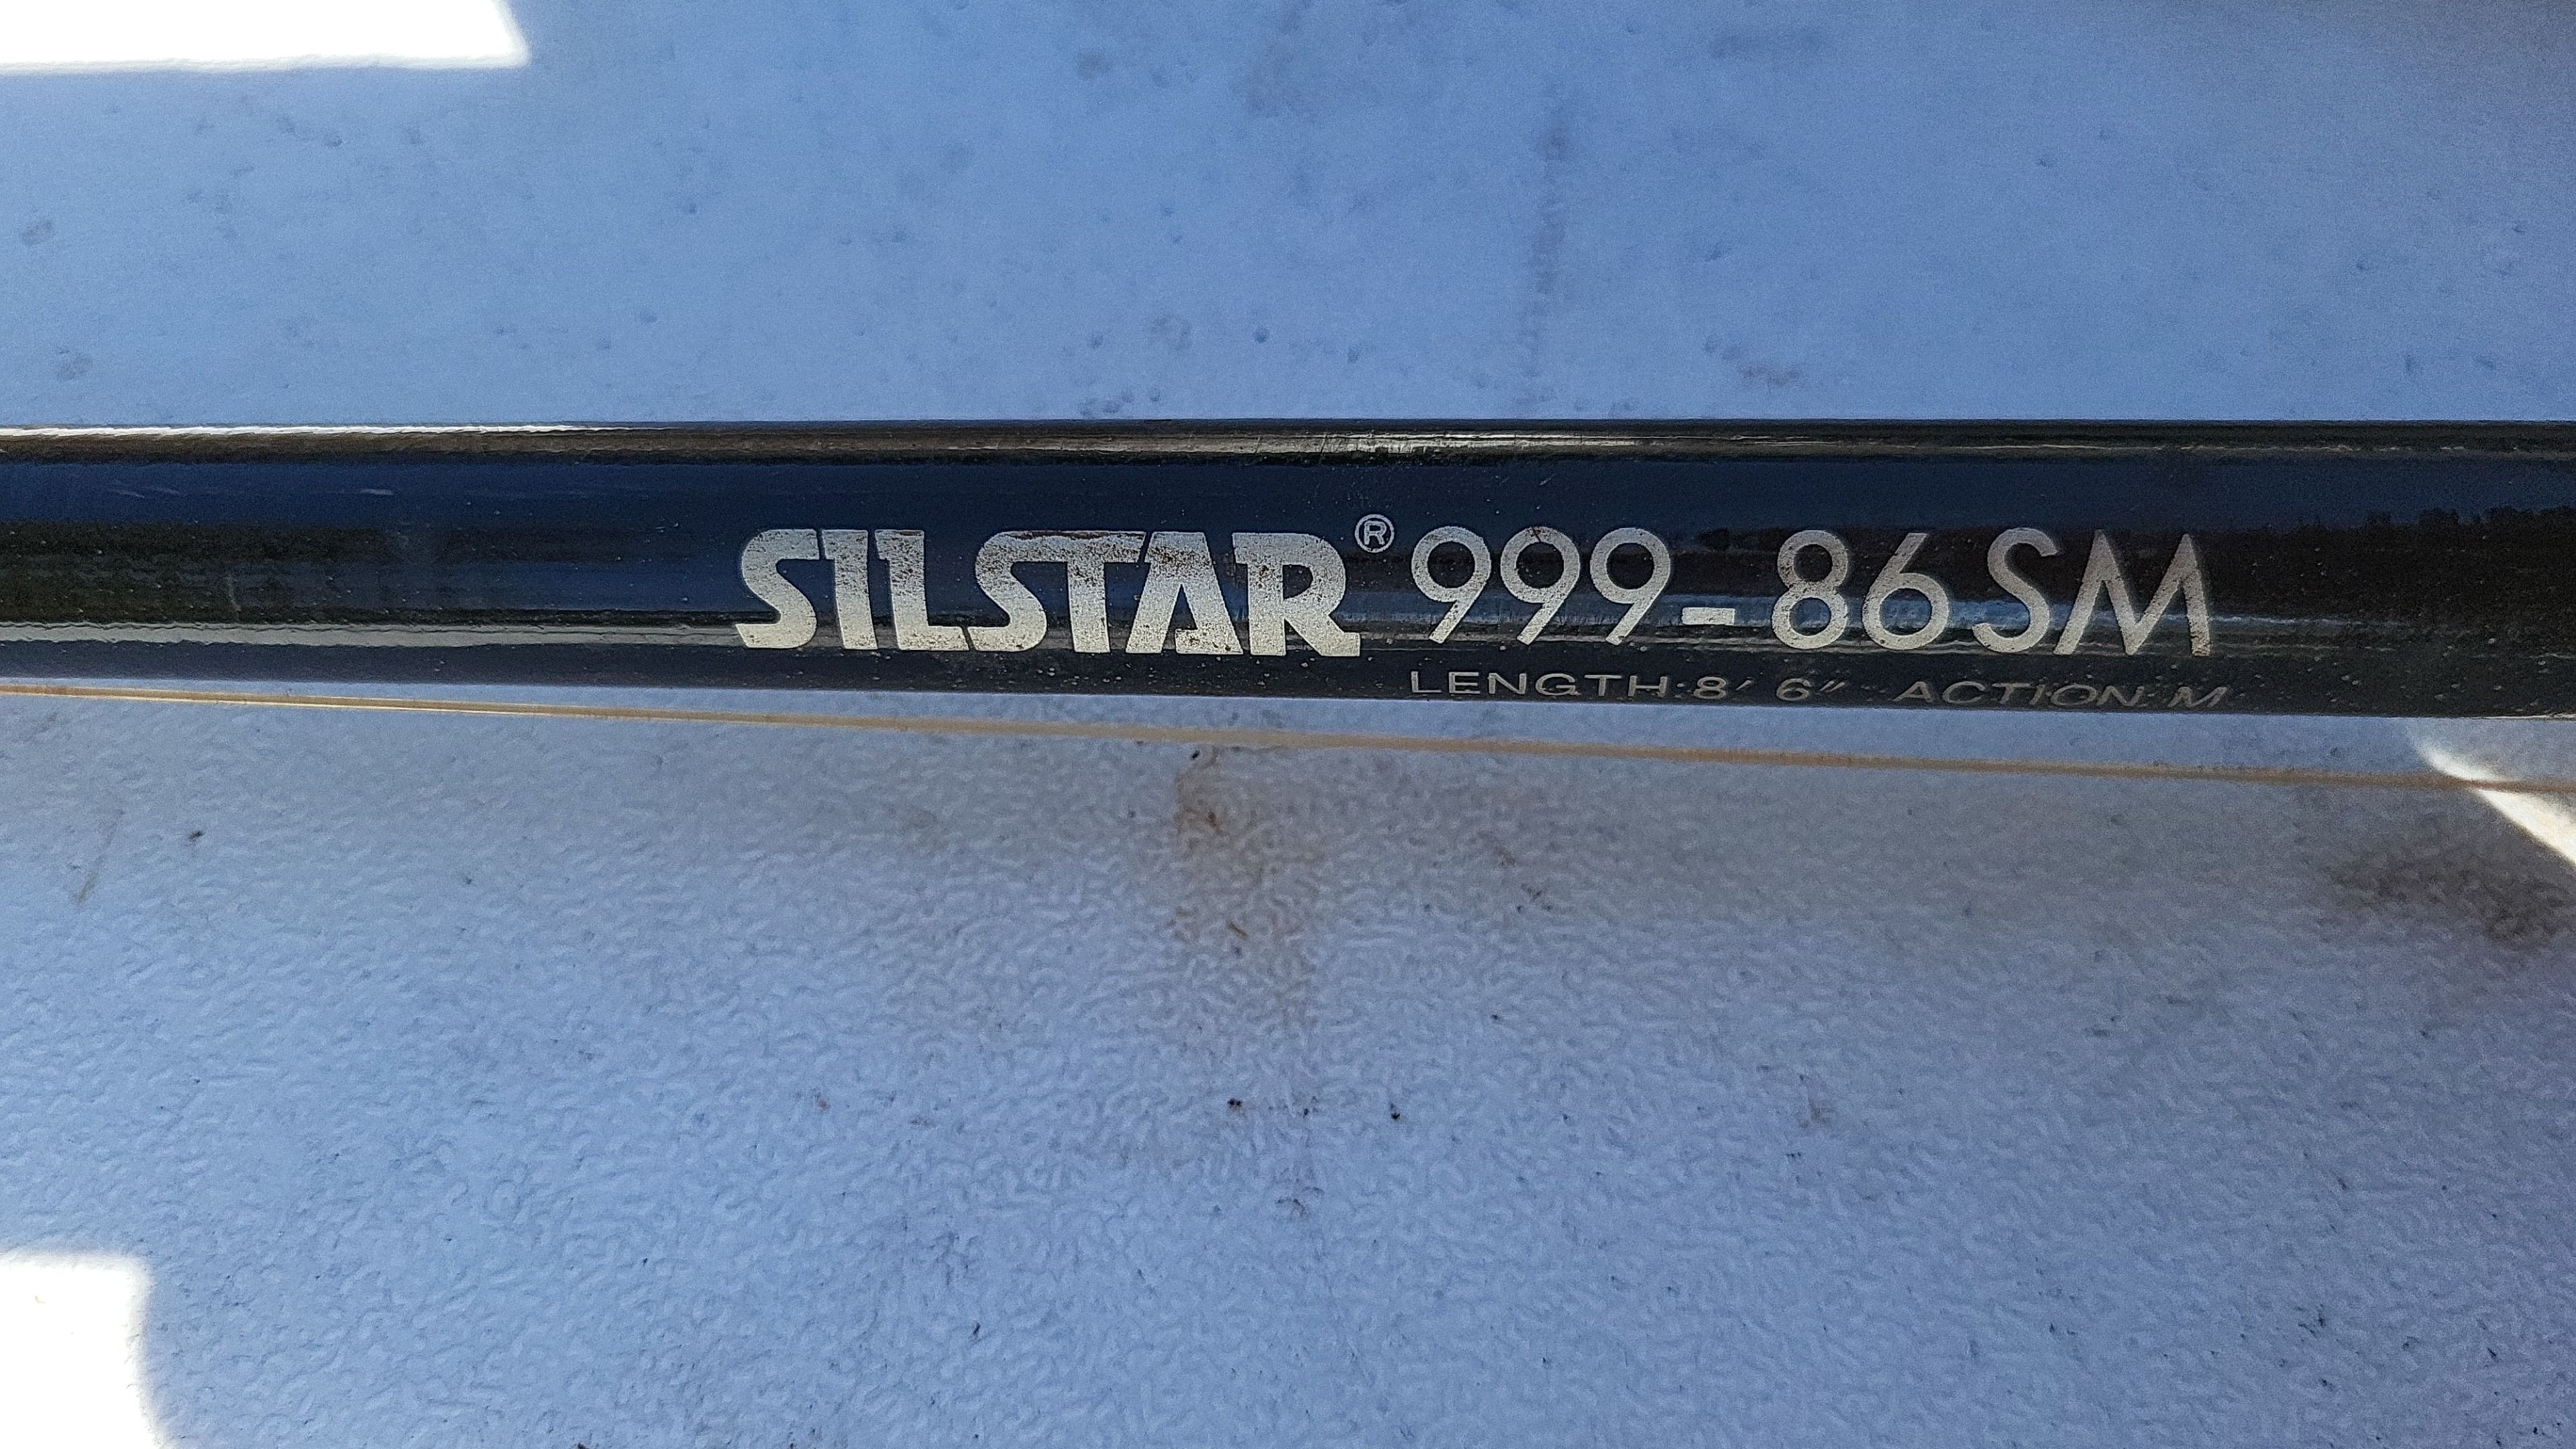 SILSTAR® 999-86SM
LENGTH:8' 6" ACTION:M